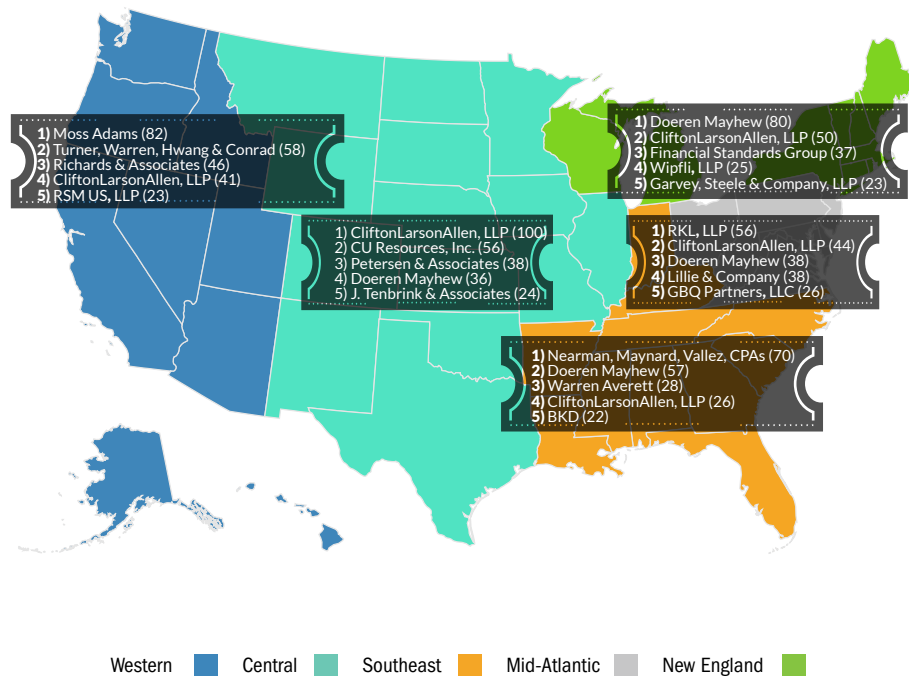 1) Moss Adams (82)
2) Turner, Warren, Hwang & Conrad (58)
3) Richards & Associates (46)
4) CliftonLarsonAllen, LLP (41)
5) RSM US, LLP (23)
1) Doeren Mayhew (80)
2) CliftonLarsonAllen, LLP (50)
3) Financial Standards Group (37)
4) Wipfli, LLP (25)
5) Garvey, Steele & Company, LLP (23)
1) CliftonLarsonAllen, LLP (100)
2) CU Resources, Inc. (56)
3) Petersen & Associates (38)
4) Doeren Mayhew (36)
5) J. Tenbrink & Associates (24)
1) RKL, LLP (56)
2) CliftonLarsonAllen, LLP (44)
3) Doeren Mayhew (38)
4) Lillie & Company (38)
5) GBQ Partners, LLC (26)
1) Nearman, Maynard, Vallez, CPAs (70)
2) Doeren Mayhew (57)
3) Warren Averett (28)
4) CliftonLarsonAllen, LLP (26)
5) BKD (22)
Western Central Southeast Mid-Atlantic New England